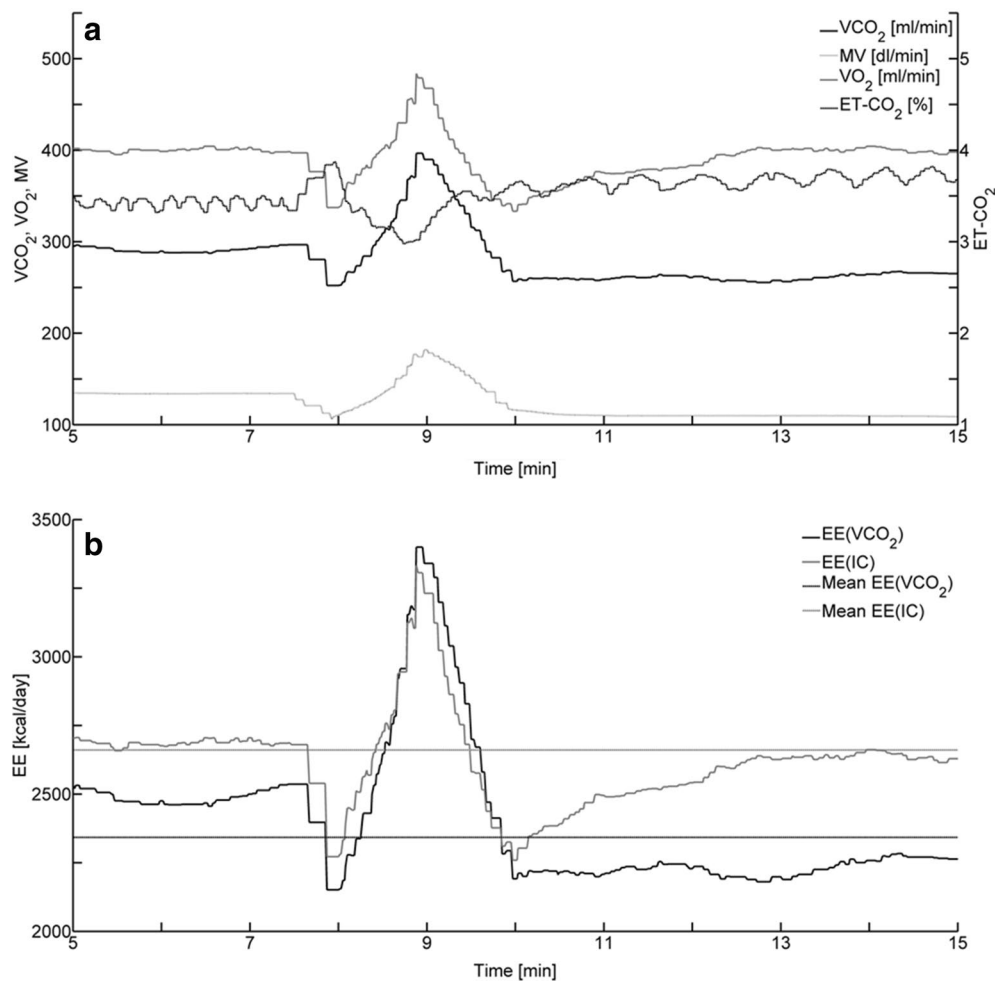 a
VCO₂ [ml/min]
MV [dl/min]
VO₂ [ml/min]
ET-CO₂ [%]
500
400
300
200
100
VCO₂, VO₂, MV
5
4
3
2
1
ET-CO₂
5 7 9 11 13 15
Time [min]
b
EE(VCO₂)
EE(IC)
Mean EE(VCO₂)
Mean EE(IC)
3500
3000
2500
2000
EE [kcal/day]
5 7 9 11 13 15
Time [min]